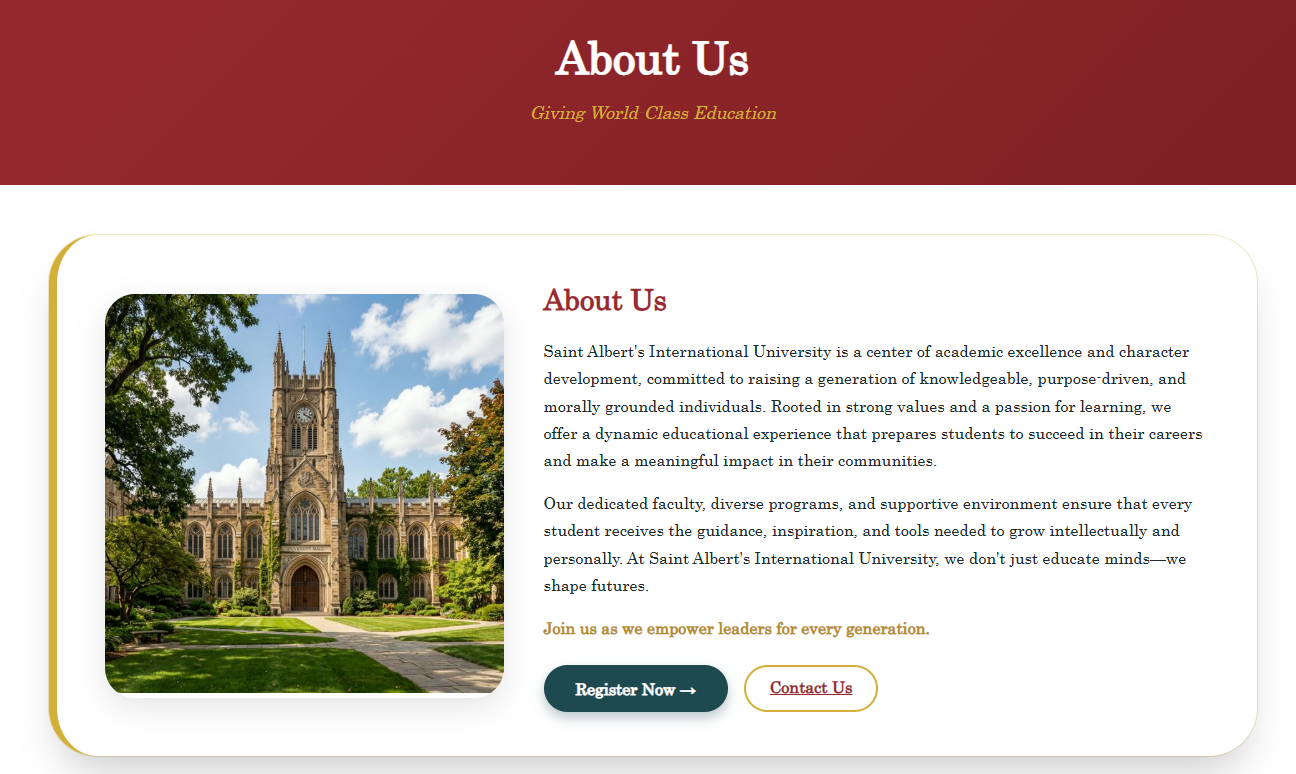 About Us
Giving World Class Education
About Us
Saint Albert's International University is a center of academic excellence and character
development, committed to raising a generation of knowledgeable, purpose-driven, and
morally grounded individuals. Rooted in strong values and a passion for learning, we
offer a dynamic educational experience that prepares students to succeed in their careers
and make a meaningful impact in their communities.
Our dedicated faculty, diverse programs, and supportive environment ensure that every
student receives the guidance, inspiration, and tools needed to grow intellectually and
personally. At Saint Albert's International University, we don't just educate minds—we
shape futures.
Join us as we empower leaders for every generation.
Register Now →
Contact Us